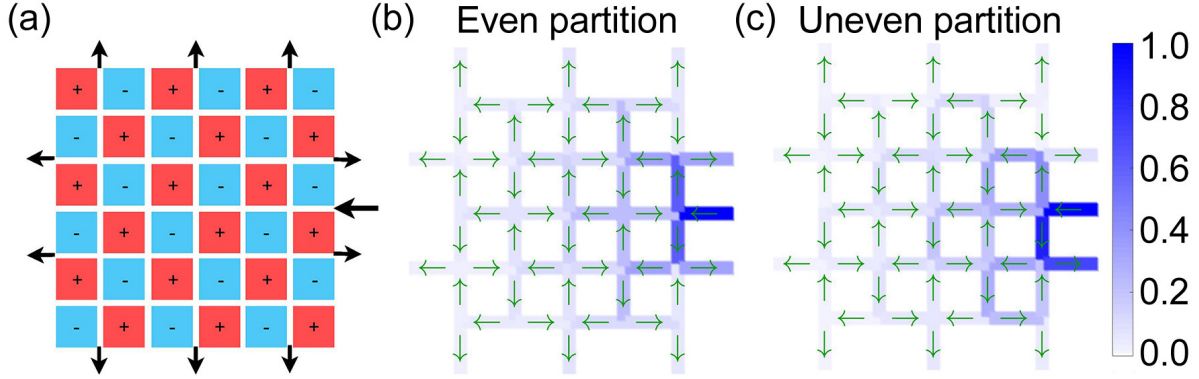 (a)
(b) Even partition
(c) Uneven partition
+ - + - + -
- + - + - +
+ - + - + -
- + - + - +
+ - + - + -
- + - + - +
1.0
0.8
0.6
0.4
0.2
0.0